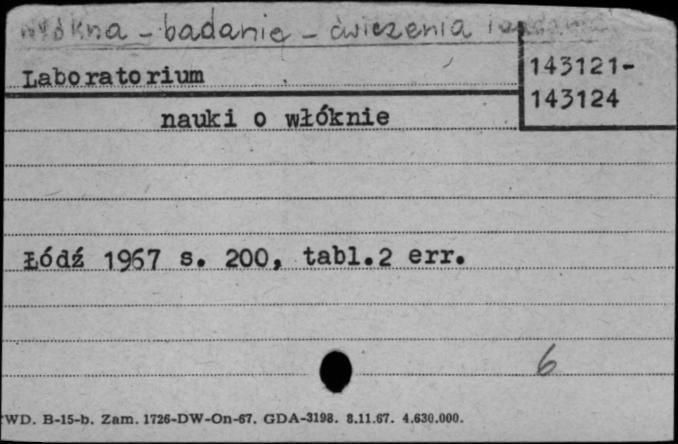 włókna - badanie - ćwiczenia i zadania
Laboratorium
143121-
143124
nauki o włóknie
Łódź 1967 s. 200, tabl.2 err.
6
WD. B-15-b. Zam. 1726-DW-On-67. GDA-3198. 8.11.67. 4.630.000.